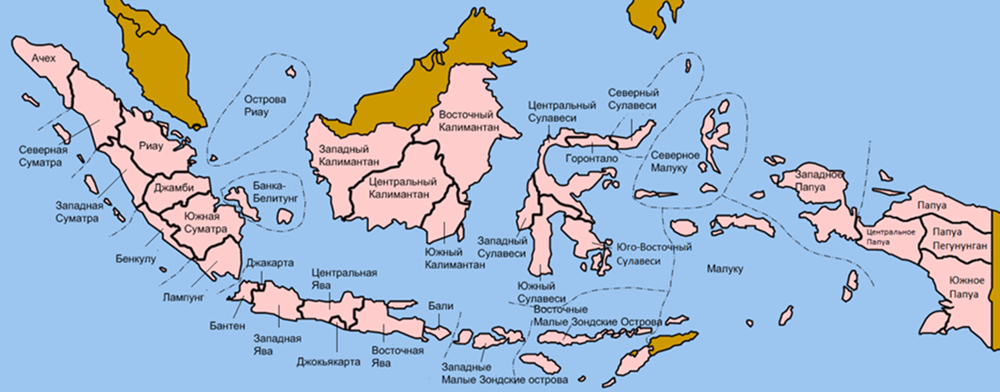 Ачех
Северная
Суматра
Риау
Острова
Риау
Западная
Суматра
Джамби
Банка-
Белитунг
Южная
Суматра
Бенкулу
Лампунг
Джакарта
Бантен
Западная
Ява
Центральная
Ява
Джокьякарта
Восточная
Ява
Бали
Западный
Калимантан
Центральный
Калимантан
Восточный
Калимантан
Южный
Калимантан
Центральный
Сулавеси
Северный
Сулавеси
Горонтало
Западный
Сулавеси
Юго-Восточный
Сулавеси
Южный
Сулавеси
Западные
Малые Зондские острова
Восточные
Малые Зондские Острова
Северное
Малуку
Малуку
Западное
Папуа
Папуа
Центральное
Папуа
Папуа
Пегунунган
Южное
Папуа